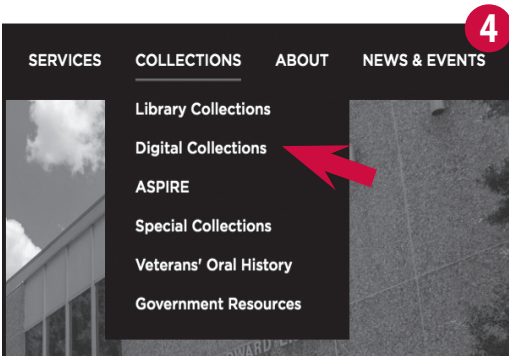 4
SERVICES COLLECTIONS ABOUT NEWS & EVENTS
Library Collections
Digital Collections
ASPIRE
Special Collections
Veterans' Oral History
Government Resources